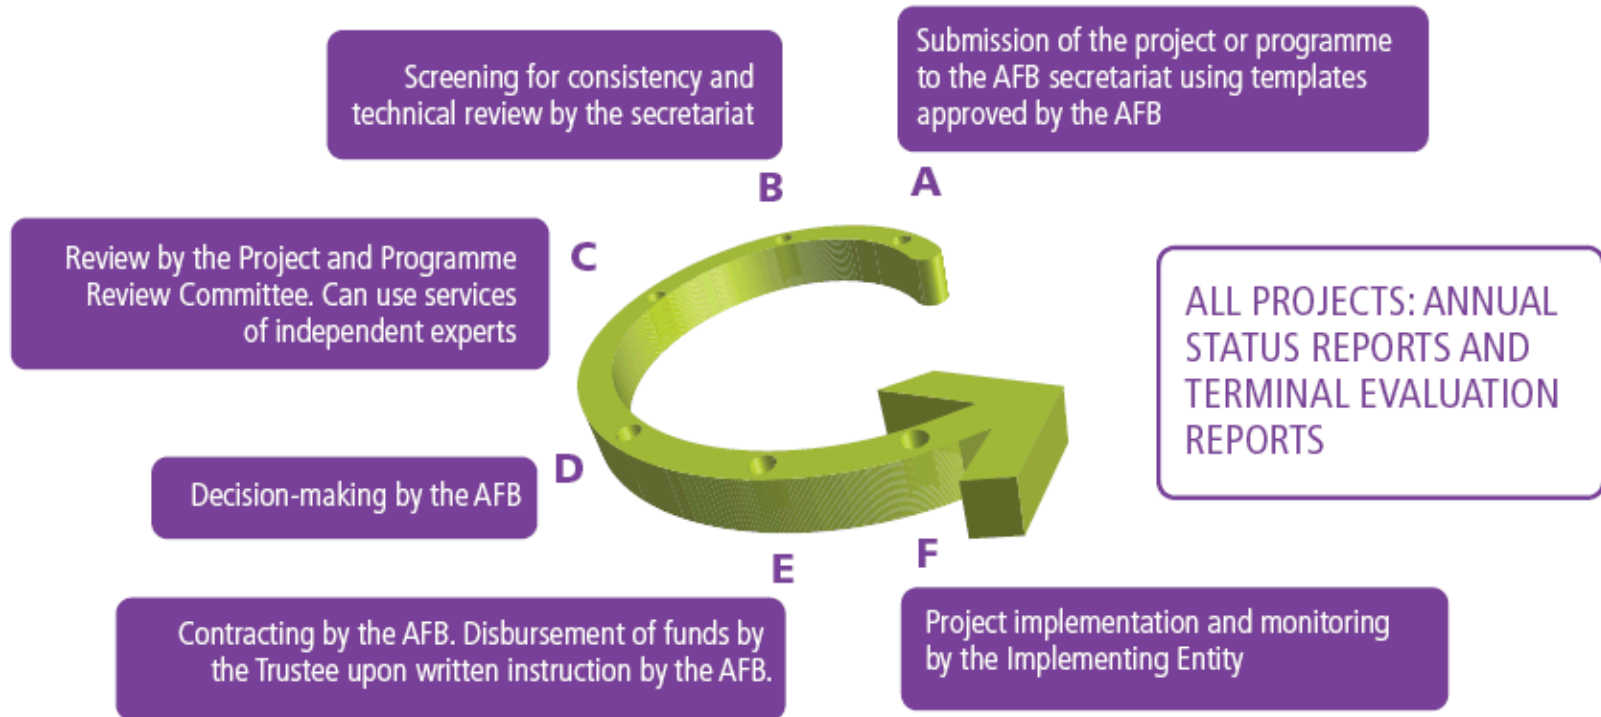 A
Submission of the project or programme
to the AFB secretariat using templates
approved by the AFB
B
Screening for consistency and
technical review by the secretariat
C
Review by the Project and Programme
Review Committee. Can use services
of independent experts
D
Decision-making by the AFB
E
Contracting by the AFB. Disbursement of funds by
the Trustee upon written instruction by the AFB.
F
Project implementation and monitoring
by the Implementing Entity
ALL PROJECTS: ANNUAL
STATUS REPORTS AND
TERMINAL EVALUATION
REPORTS